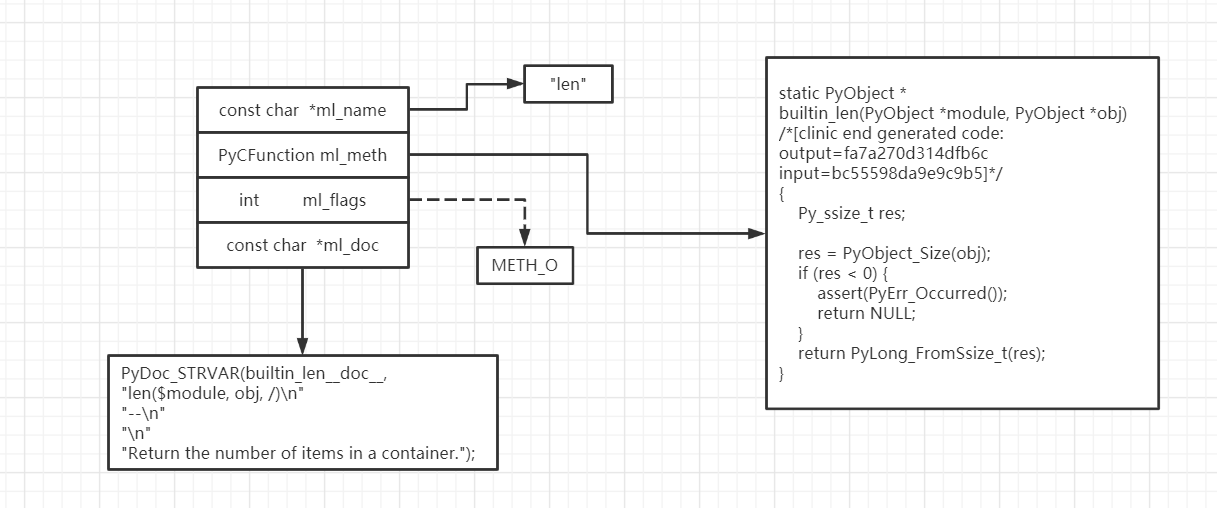 const char *ml_name
PyCFunction ml_meth
int ml_flags
const char *ml_doc
"len"
METH_O
PyDoc_STRVAR(builtin_len__doc__,
"len($module, obj, /)\n"
"--\n"
"\n"
"Return the number of items in a container.");
static PyObject *
builtin_len(PyObject *module, PyObject *obj)
/*[clinic end generated code:
output=fa7a270d314dfb6c
input=bc55598da9e9c9b5]*/
{
    Py_ssize_t res;

    res = PyObject_Size(obj);
    if (res < 0) {
        assert(PyErr_Occurred());
        return NULL;
    }
    return PyLong_FromSsize_t(res);
}